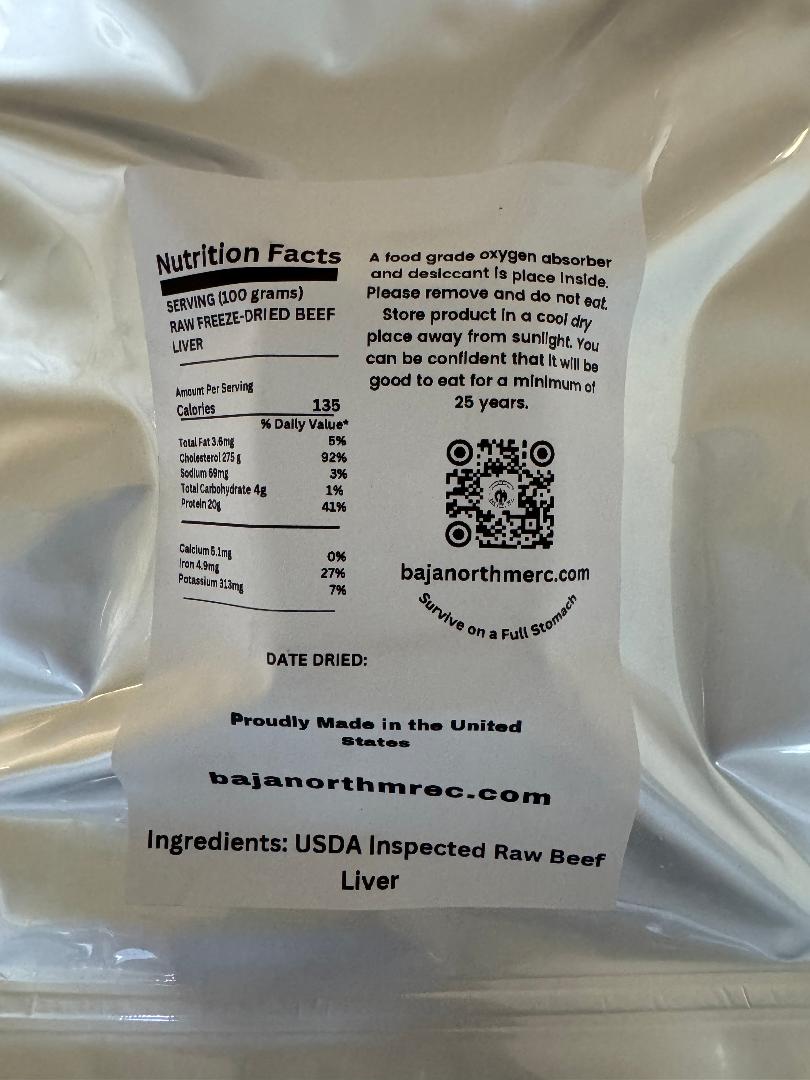 Nutrition Facts
SERVING (100 grams)
RAW FREEZE-DRIED BEEF
LIVER
Amount Per Serving
Calories 135
% Daily Value*
Total Fat 3.6mg 5%
Cholesterol 275 g 92%
Sodium 69mg 3%
Total Carbohydrate 4g 1%
Protein 20g 41%
Calcium 5.1mg 0%
Iron 4.9mg 27%
Potassium 313mg 7%
A food grade oxygen absorber
and desiccant is place inside.
Please remove and do not eat.
Store product in a cool dry
place away from sunlight. You
can be confident that it will be
good to eat for a minimum of
25 years.
bajanorthmerc.com
Survive on a Full Stomach
DATE DRIED:
Proudly Made in the United
States
bajanorthmrec.com
Ingredients: USDA Inspected Raw Beef
Liver